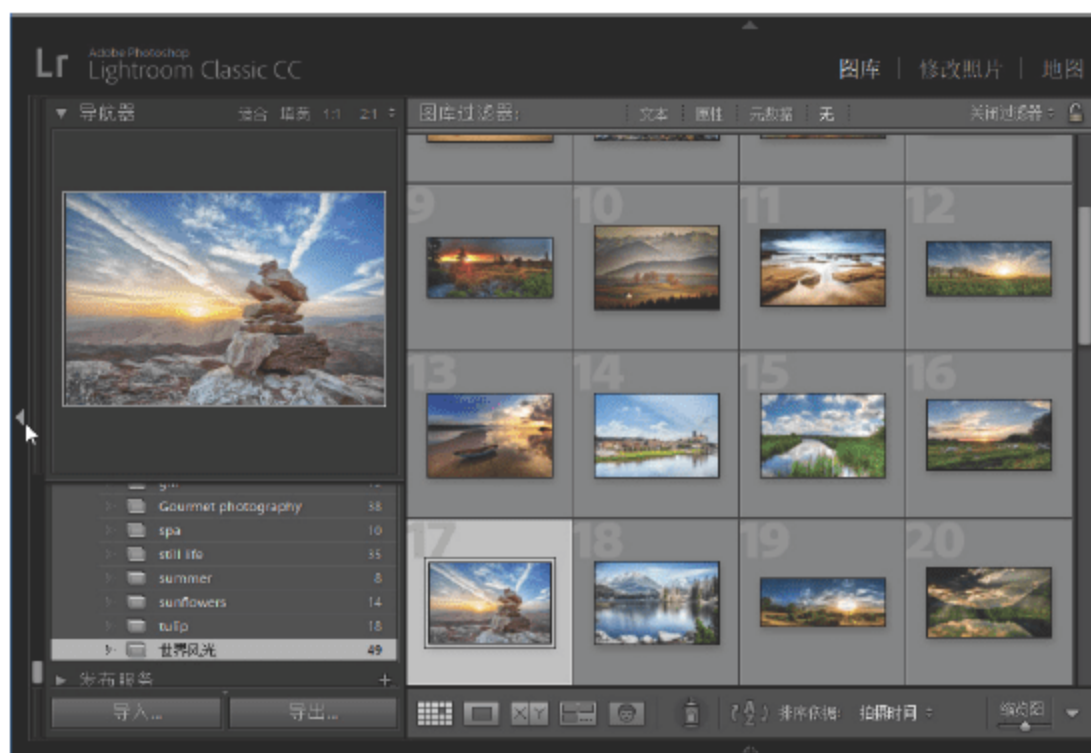 Lr Adobe Photoshop
Lightroom Classic CC
图库 | 修改照片 | 地图
导航器 适合 填充 1:1 2:1
图库过滤器: 文本 属性 元数据 无 关闭过滤器
9 10 11 12
13 14 15 16
17 18 19 20
Gourmet photography 38
spa 10
still life 35
summer 8
sunflowers 14
tulip 18
世界风光 49
发布服务 +
导入... 导出...
XY 排序依据: 拍摄时间 缩览图